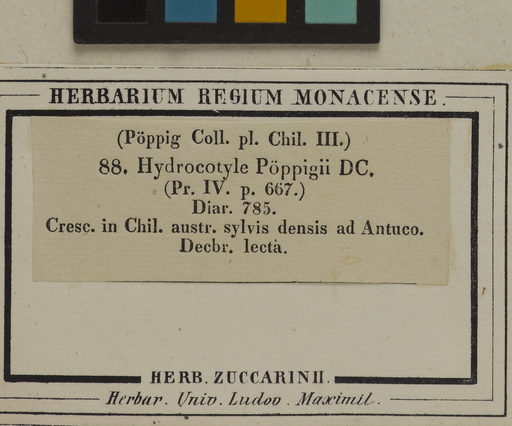 HERBARIUM REGIUM MONACENSE.
(Pöppig Coll. pl. Chil. III.)
88. Hydrocotyle Pöppigii DC.
(Pr. IV. p. 667.)
Diar. 785.
Cresc. in Chil. austr. sylvis densis ad Antuco.
Decbr. lecta.
HERB. ZUCCARINII.
Herbar. Univ. Ludov. Maximil.